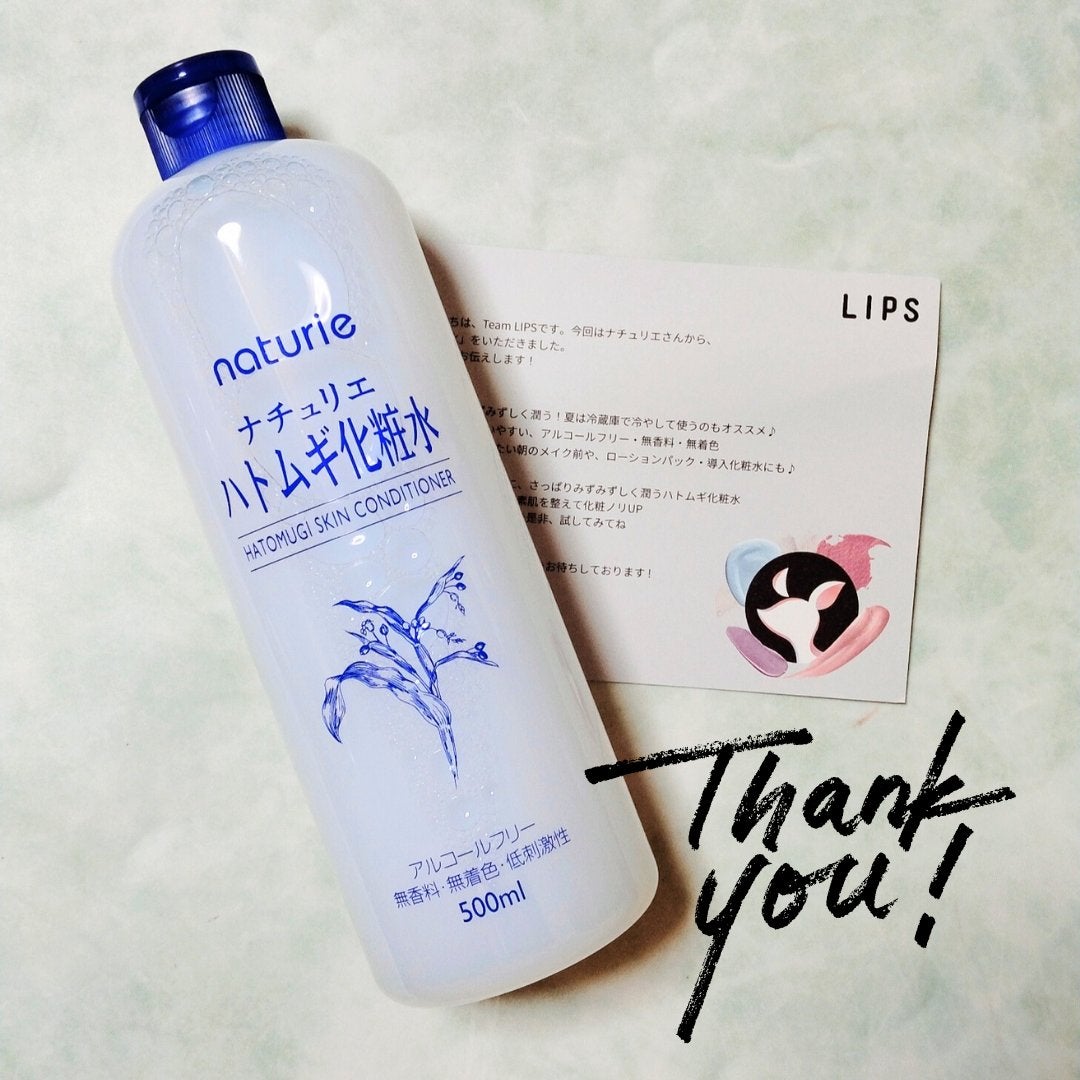 naturie
ナチュリエ
ハトムギ化粧水
HATOMUGI SKIN CONDITIONER
アルコールフリー
無香料・無着色・低刺激性
500ml
LIPS
ちは、Team LIPSです。今回はナチュリエさんから、
をいただきました。
お伝えします！
みずしく潤う！夏は冷蔵庫で冷やして使うのもオススメ♪
いやすい、アルコールフリー・無香料・無着色
たい朝のメイク前や、ローションパック・導入化粧水にも♪
に、さっぱりみずみずしく潤うハトムギ化粧水
素肌を整えて化粧ノリUP
是非、試してみてね
お待ちしております！
Thank
you!